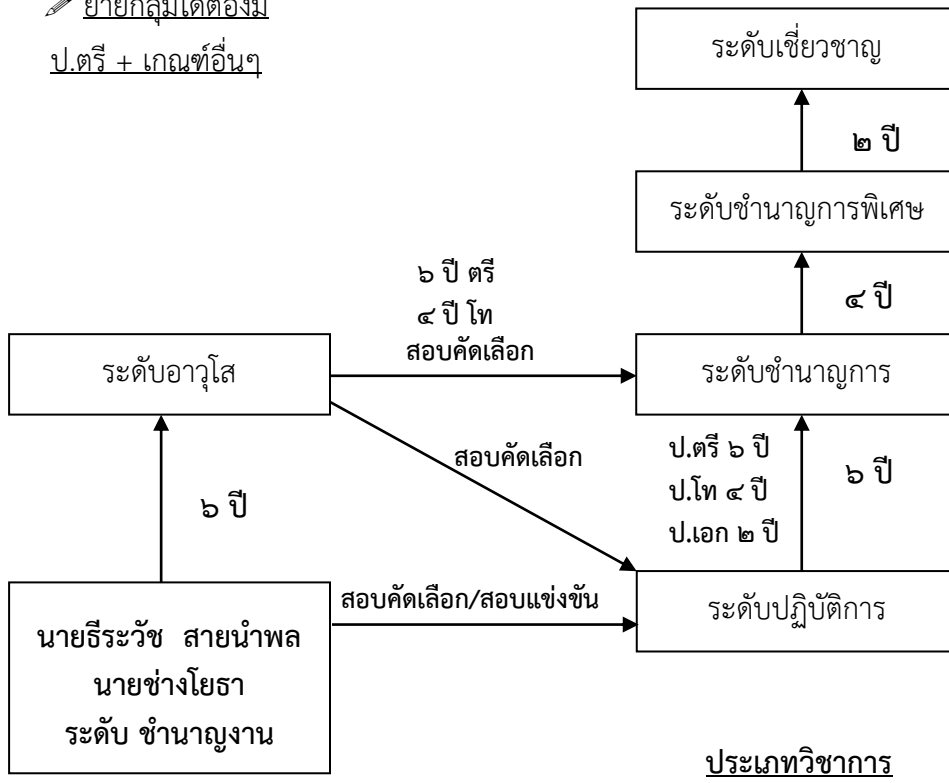 ย้ายกลุ่มได้ต้องมี
ป.ตรี + เกณฑ์อื่นๆ
ระดับเชี่ยวชาญ
๒ ปี
ระดับชำนาญการพิเศษ
๔ ปี
๖ ปี ตรี
๔ ปี โท
สอบคัดเลือก
ระดับอาวุโส
ระดับชำนาญการ
สอบคัดเลือก
ป.ตรี ๖ ปี
ป.โท ๔ ปี
ป.เอก ๒ ปี
๖ ปี
๖ ปี
สอบคัดเลือก/สอบแข่งขัน
ระดับปฏิบัติการ
นายธีระวัช สายนำพล
นายช่างโยธา
ระดับ ชำนาญงาน
ประเภทวิชาการ